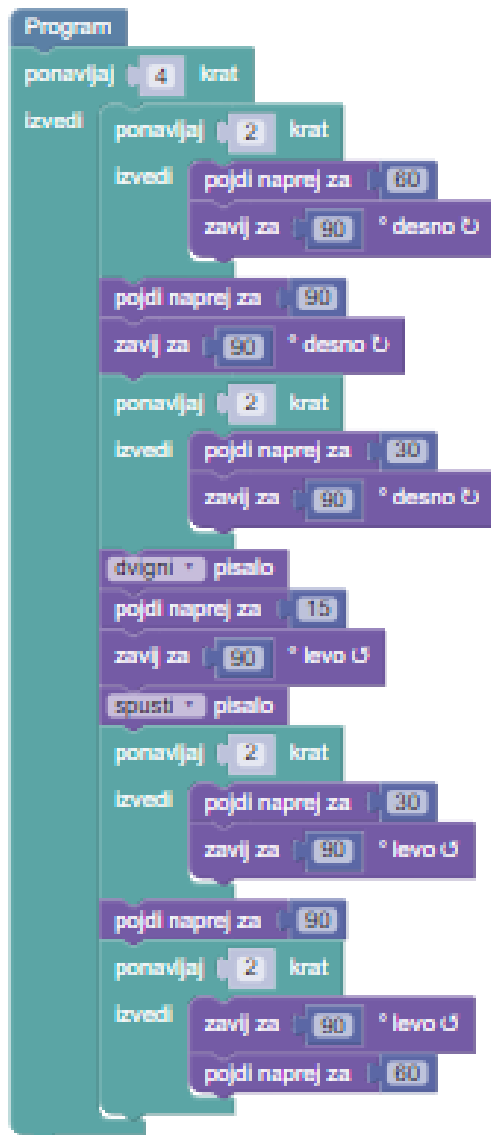 Program
ponavljaj 4 krat
izvedi
ponavljaj 2 krat
izvedi pojdi naprej za 60
zavij za 90 ° desno ↻
pojdi naprej za 90
zavij za 90 ° desno ↻
ponavljaj 2 krat
izvedi pojdi naprej za 30
zavij za 90 ° desno ↻
dvigni ▾ pisalo
pojdi naprej za 15
zavij za 90 ° levo ↺
spusti ▾ pisalo
ponavljaj 2 krat
izvedi pojdi naprej za 30
zavij za 90 ° levo ↺
pojdi naprej za 90
ponavljaj 2 krat
izvedi zavij za 90 ° levo ↺
pojdi naprej za 60